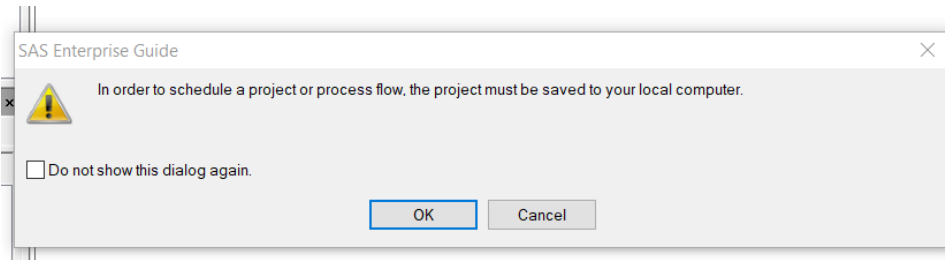 SAS Enterprise Guide
In order to schedule a project or process flow, the project must be saved to your local computer.
Do not show this dialog again.
OK
Cancel